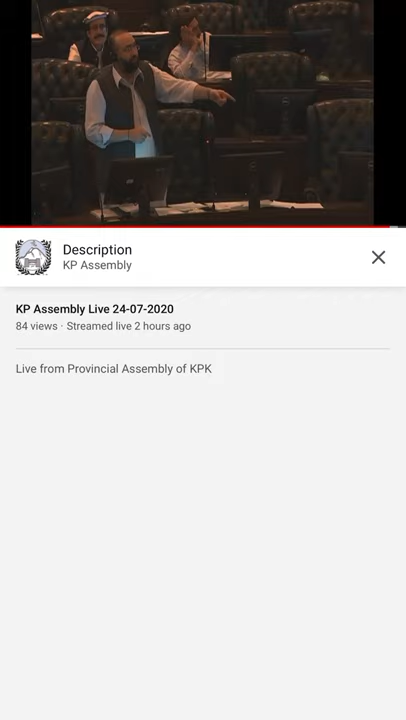 Description
KP Assembly
KP Assembly Live 24-07-2020
84 views · Streamed live 2 hours ago
Live from Provincial Assembly of KPK